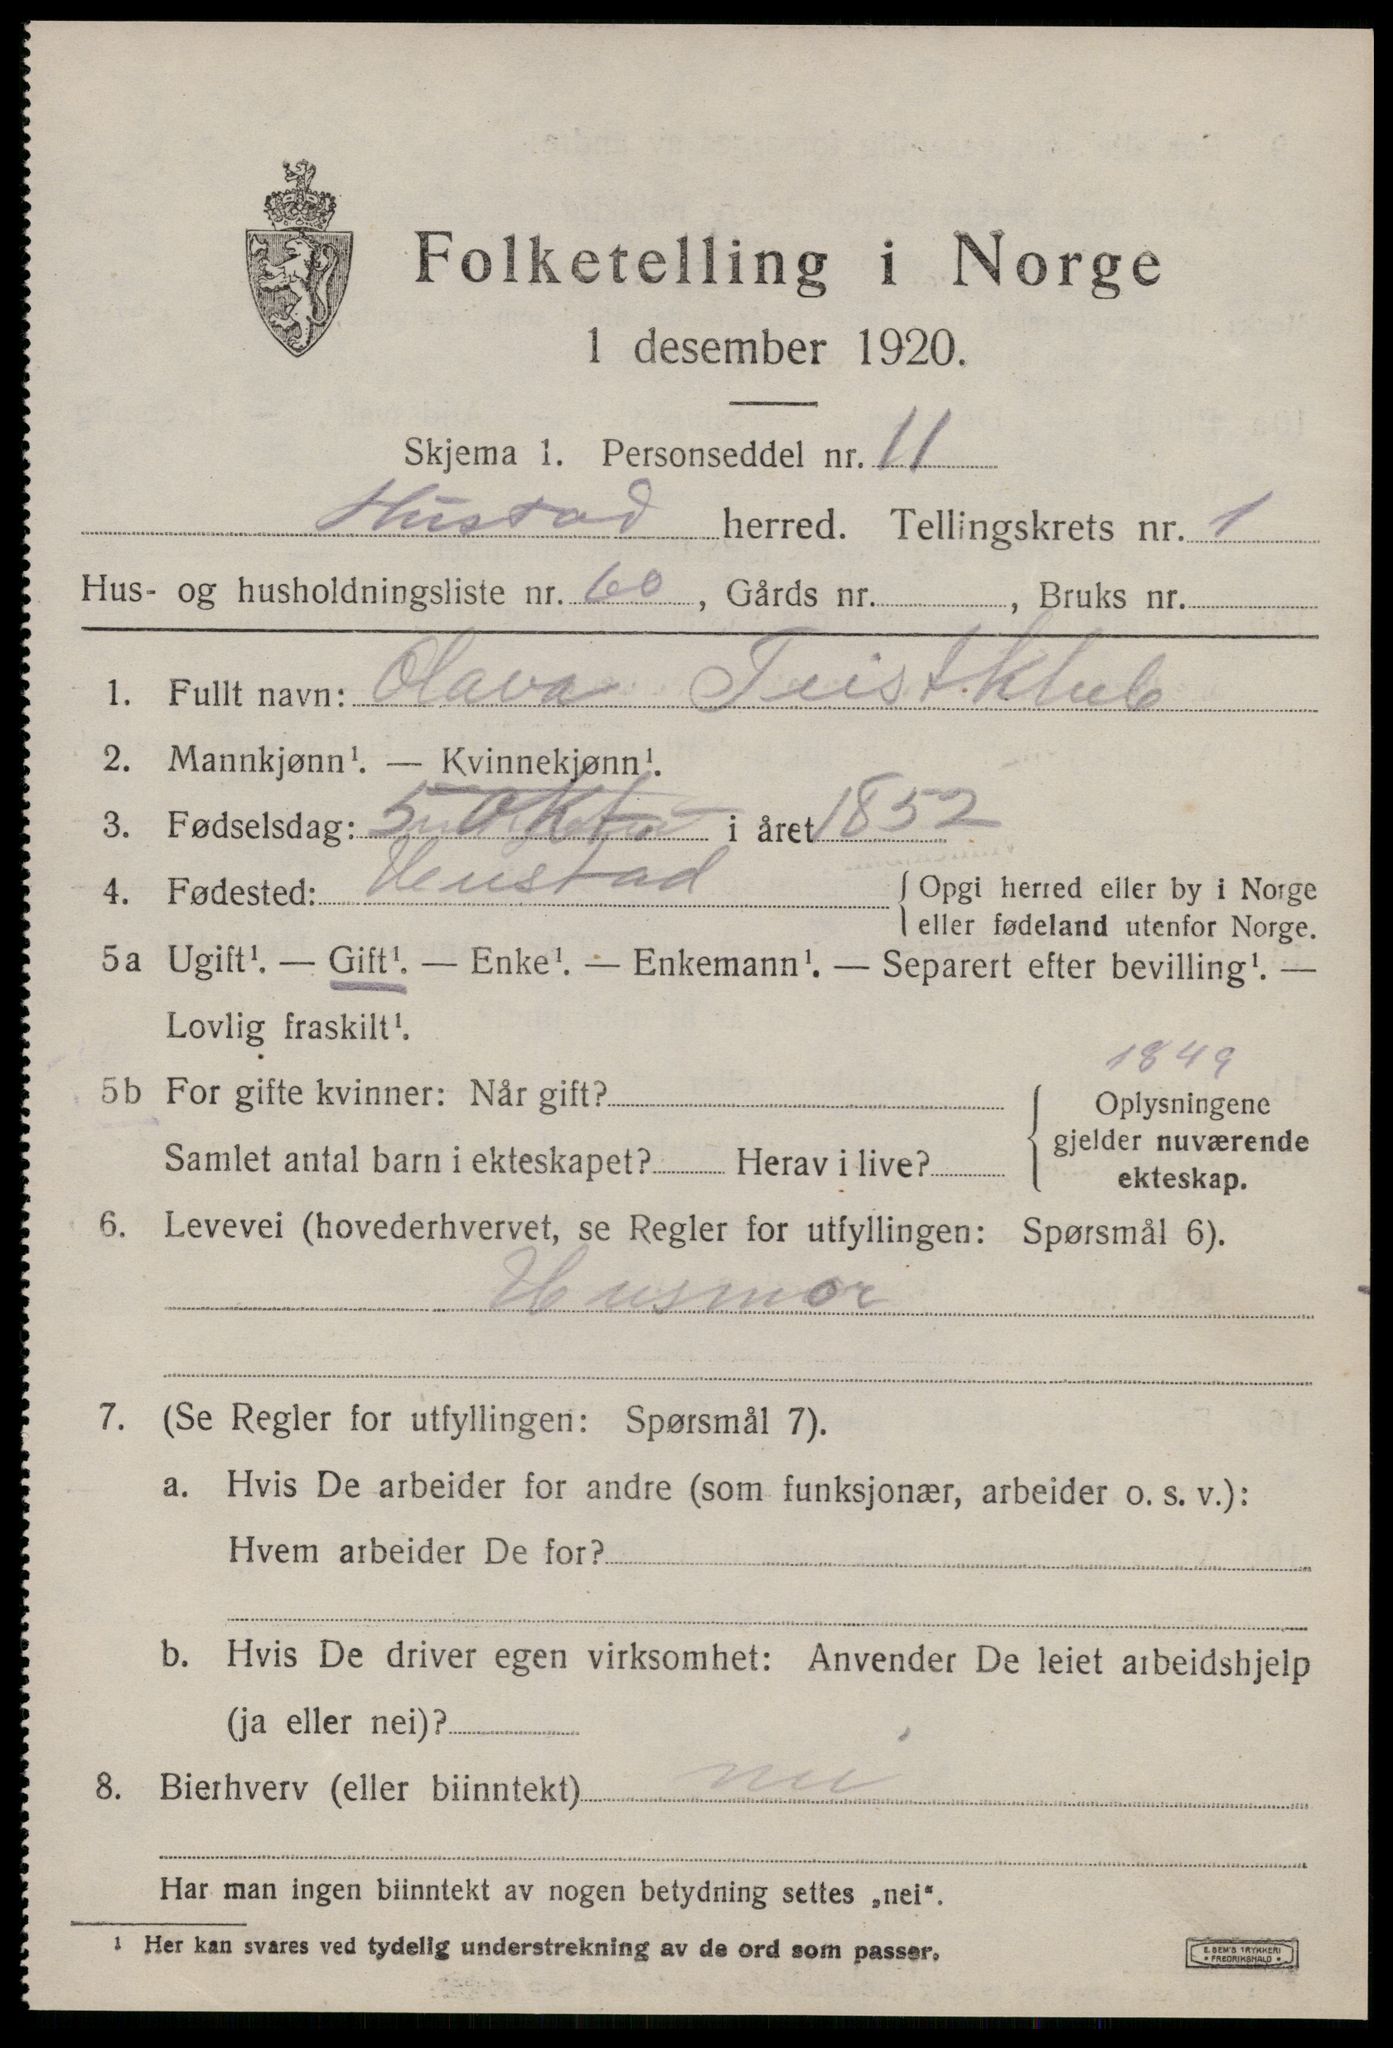 Folketelling i Norge
1 desember 1920.
Skjema 1. Personseddel nr. 11
Hustad herred. Tellingskrets nr. 1
Hus- og husholdningsliste nr. 60, Gårds nr. , Bruks nr.
1. Fullt navn: Olava Teistklub
2. Mannkjønn¹. — Kvinnekjønn¹.
3. Fødselsdag: 5 Okto i året 1852
4. Fødested: Hustad { Opgi herred eller by i Norge
eller fødeland utenfor Norge.
5a Ugift¹. — Gift¹. — Enke¹. — Enkemann¹. — Separert efter bevilling¹. —
Lovlig fraskilt¹.
1849
5b For gifte kvinner: Når gift? { Oplysningene
gjelder nuværende
Samlet antal barn i ekteskapet? Herav i live?
ekteskap.
6. Levevei (hovederhvervet, se Regler for utfyllingen: Spørsmål 6).
Husmor
7. (Se Regler for utfyllingen: Spørsmål 7).
a. Hvis De arbeider for andre (som funksjonær, arbeider o. s. v.):
Hvem arbeider De for?
b. Hvis De driver egen virksomhet: Anvender De leiet arbeidshjelp
(ja eller nei)?
8. Bierhverv (eller biinntekt) nei
Har man ingen biinntekt av nogen betydning settes „nei“.
¹ Her kan svares ved tydelig understrekning av de ord som passer.
E. SEM'S TRYKKERI
* FREDRIKSHALD *